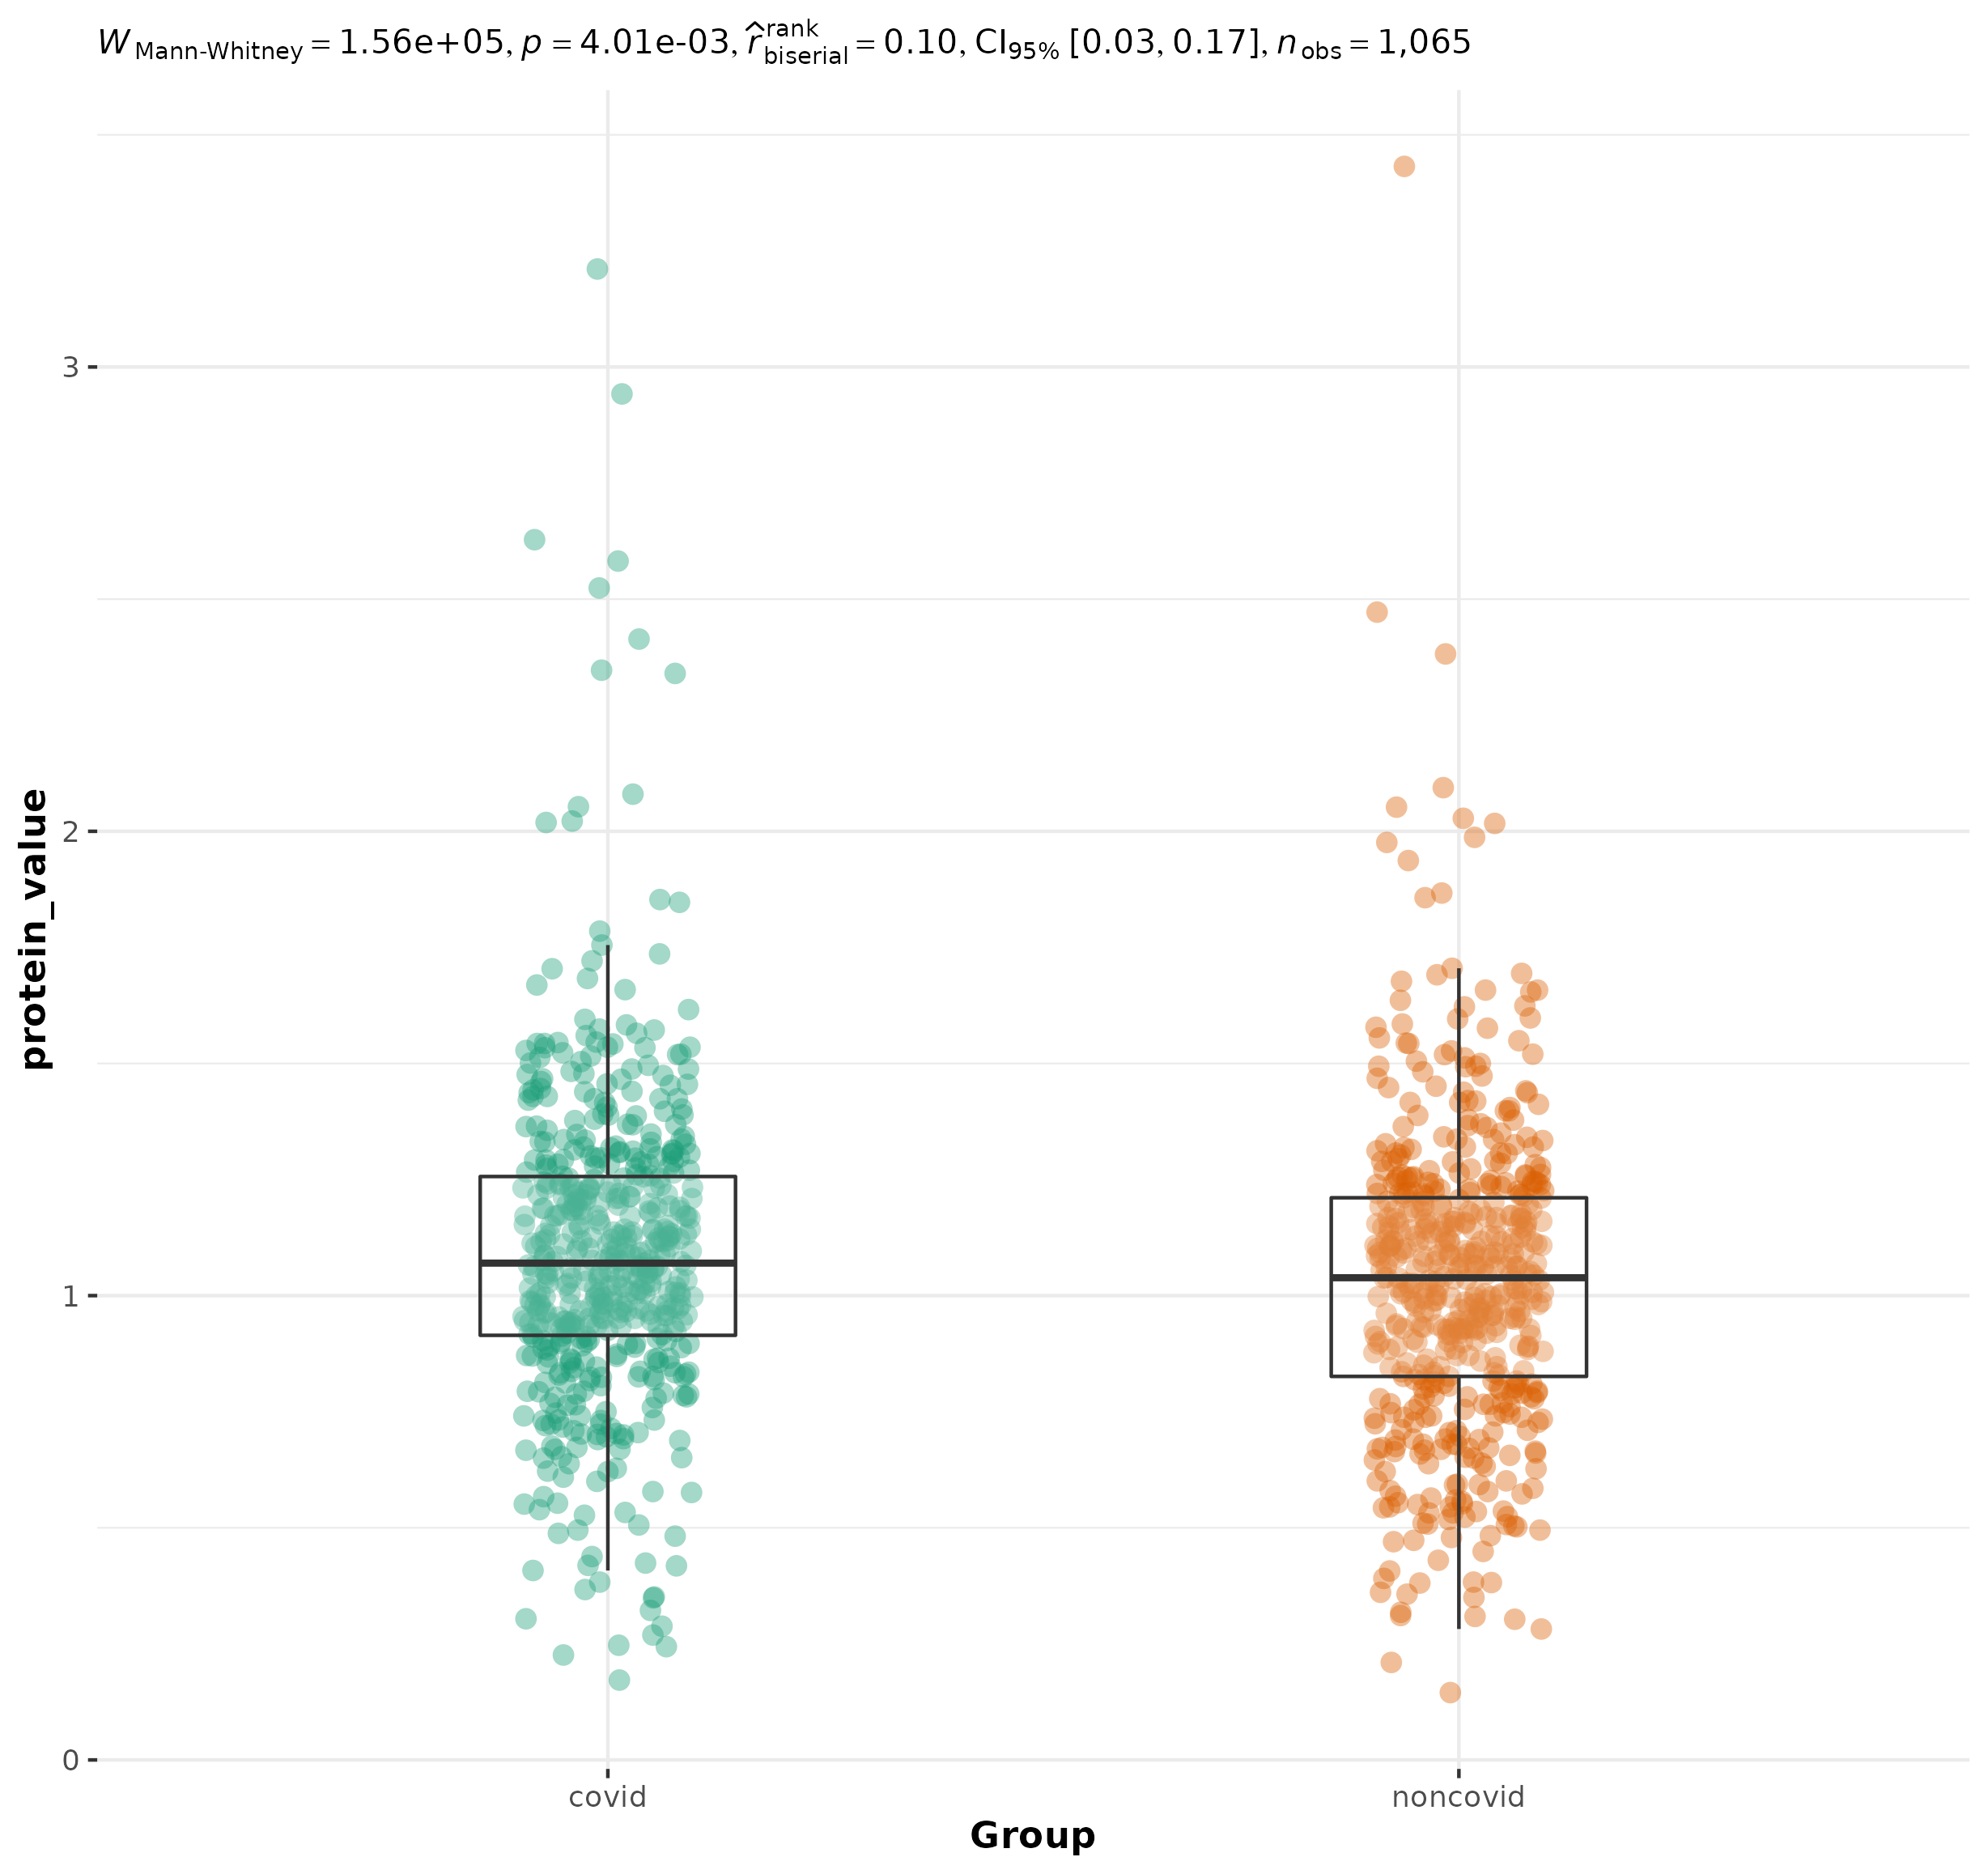 W Mann-Whitney = 1.56e+05, p = 4.01e-03, r̂ rank biserial = 0.10, CI95% [0.03, 0.17], nobs = 1,065
3
2
1
0
protein_value
covid noncovid
Group